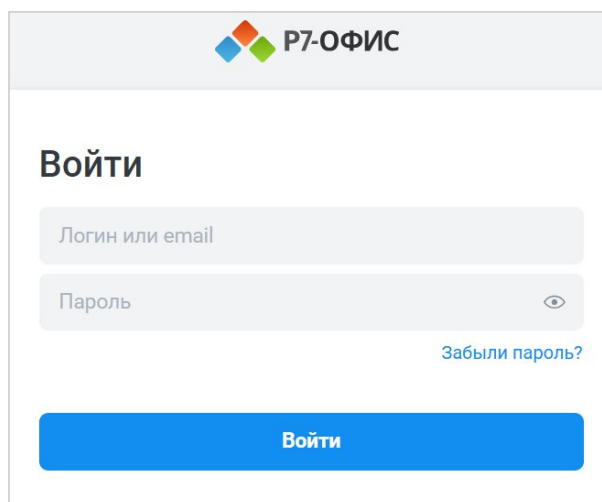 Р7-ОФИС
Войти
Логин или email
Пароль
Забыли пароль?
Войти